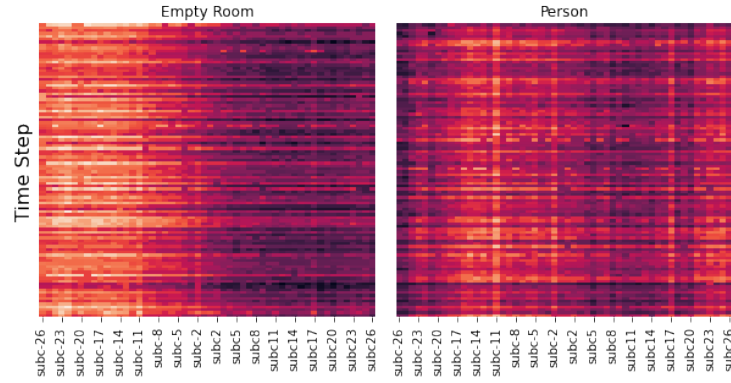 Empty Room
Person
Time Step
subc-26
subc-23
subc-20
subc-17
subc-14
subc-11
subc-8
subc-5
subc-2
subc2
subc5
subc8
subc11
subc14
subc17
subc20
subc23
subc26
subc-26
subc-23
subc-20
subc-17
subc-14
subc-11
subc-8
subc-5
subc-2
subc2
subc5
subc8
subc11
subc14
subc17
subc20
subc23
subc26